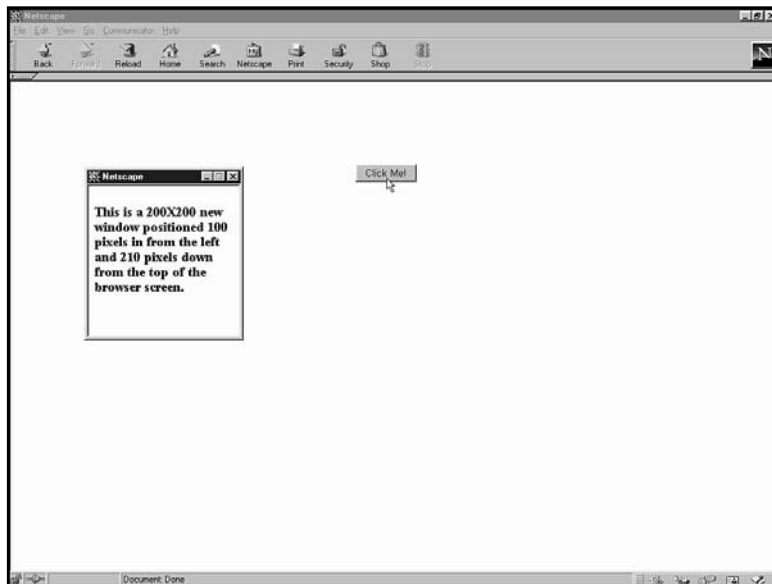 Netscape
File Edit View Go Communicator Help
Back Forward Reload Home Search Netscape Print Security Shop Stop
N
Click Me!
Netscape
This is a 200X200 new
window positioned 100
pixels in from the left
and 210 pixels down
from the top of the
browser screen.
Document: Done